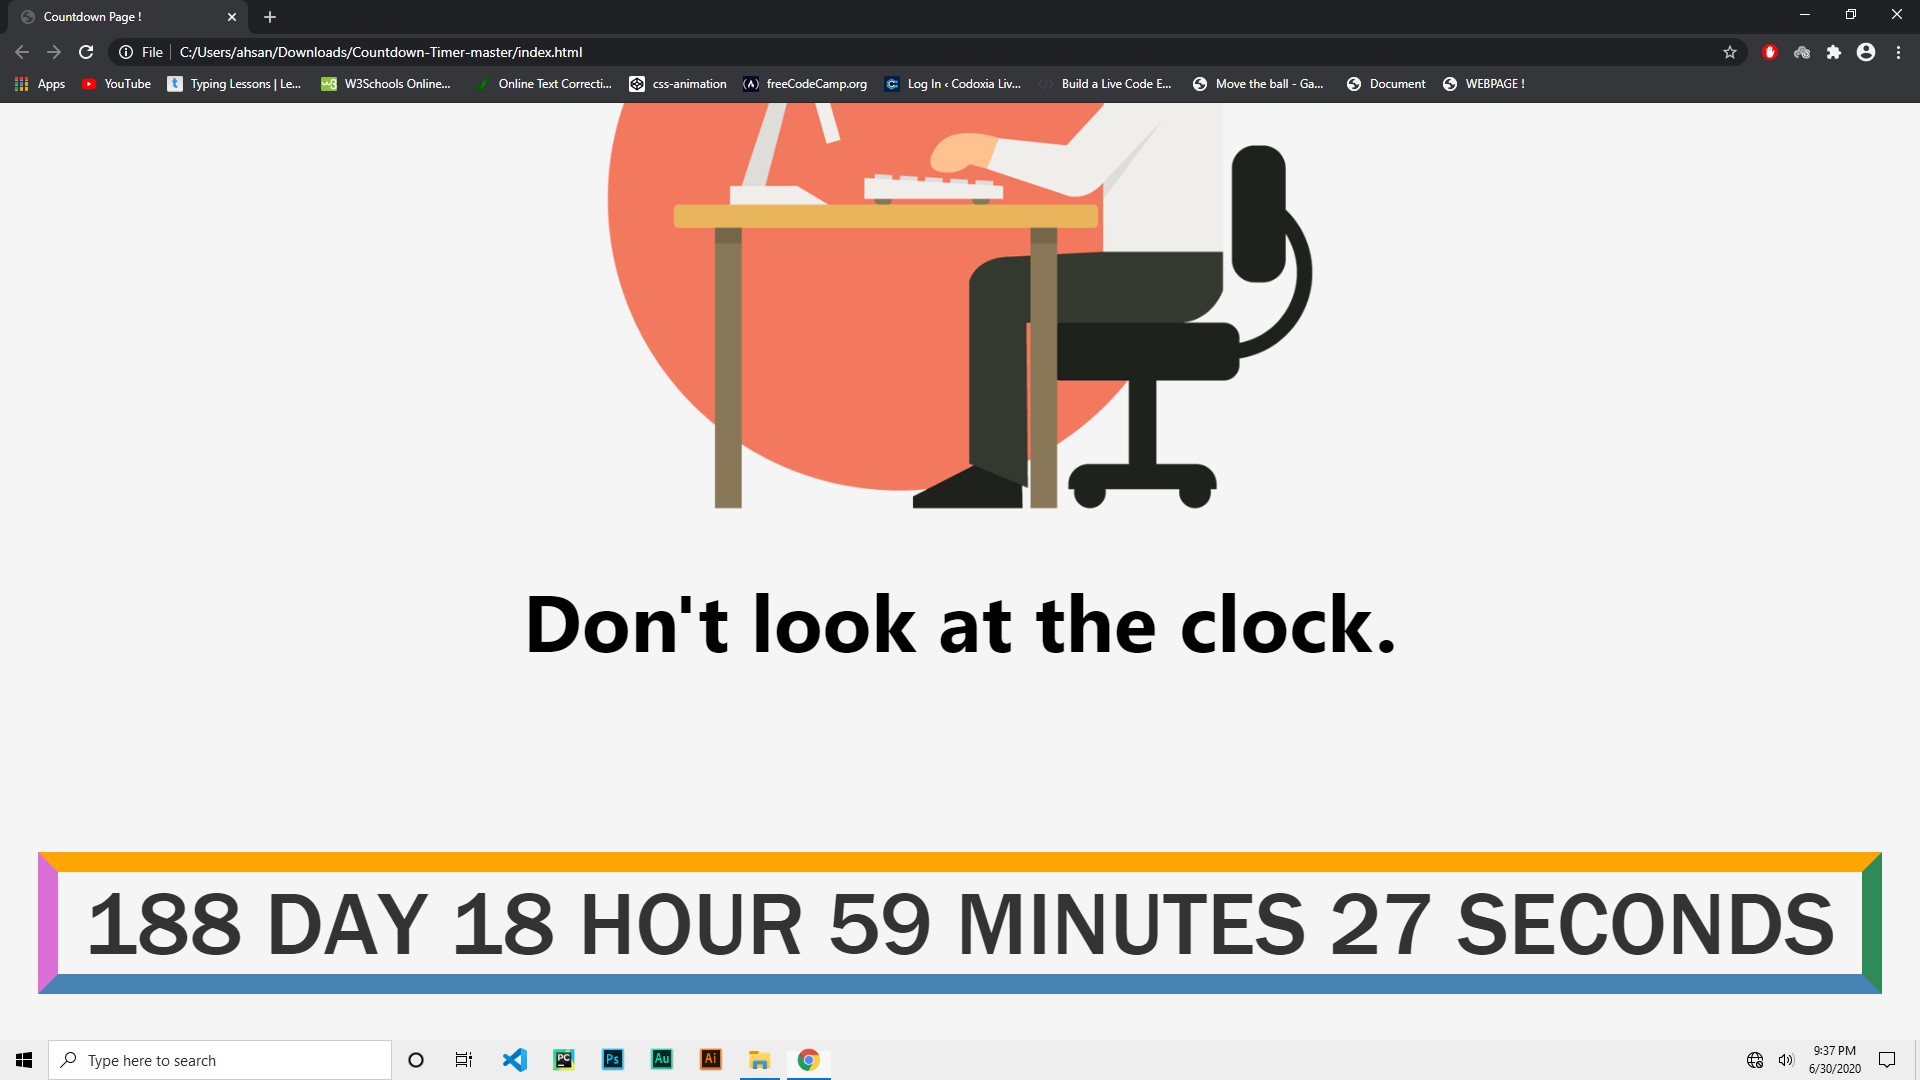 Countdown Page !
File
C:/Users/ahsan/Downloads/Countdown-Timer-master/index.html
Apps YouTube Typing Lessons | Le... W3Schools Online... Online Text Correcti... css-animation freeCodeCamp.org Log In ‹ Codoxia Liv... Build a Live Code E... Move the ball - Ga... Document WEBPAGE !
Don't look at the clock.
188 DAY 18 HOUR 59 MINUTES 27 SECONDS
Type here to search
PC Ps Au Ai
9:37 PM
6/30/2020